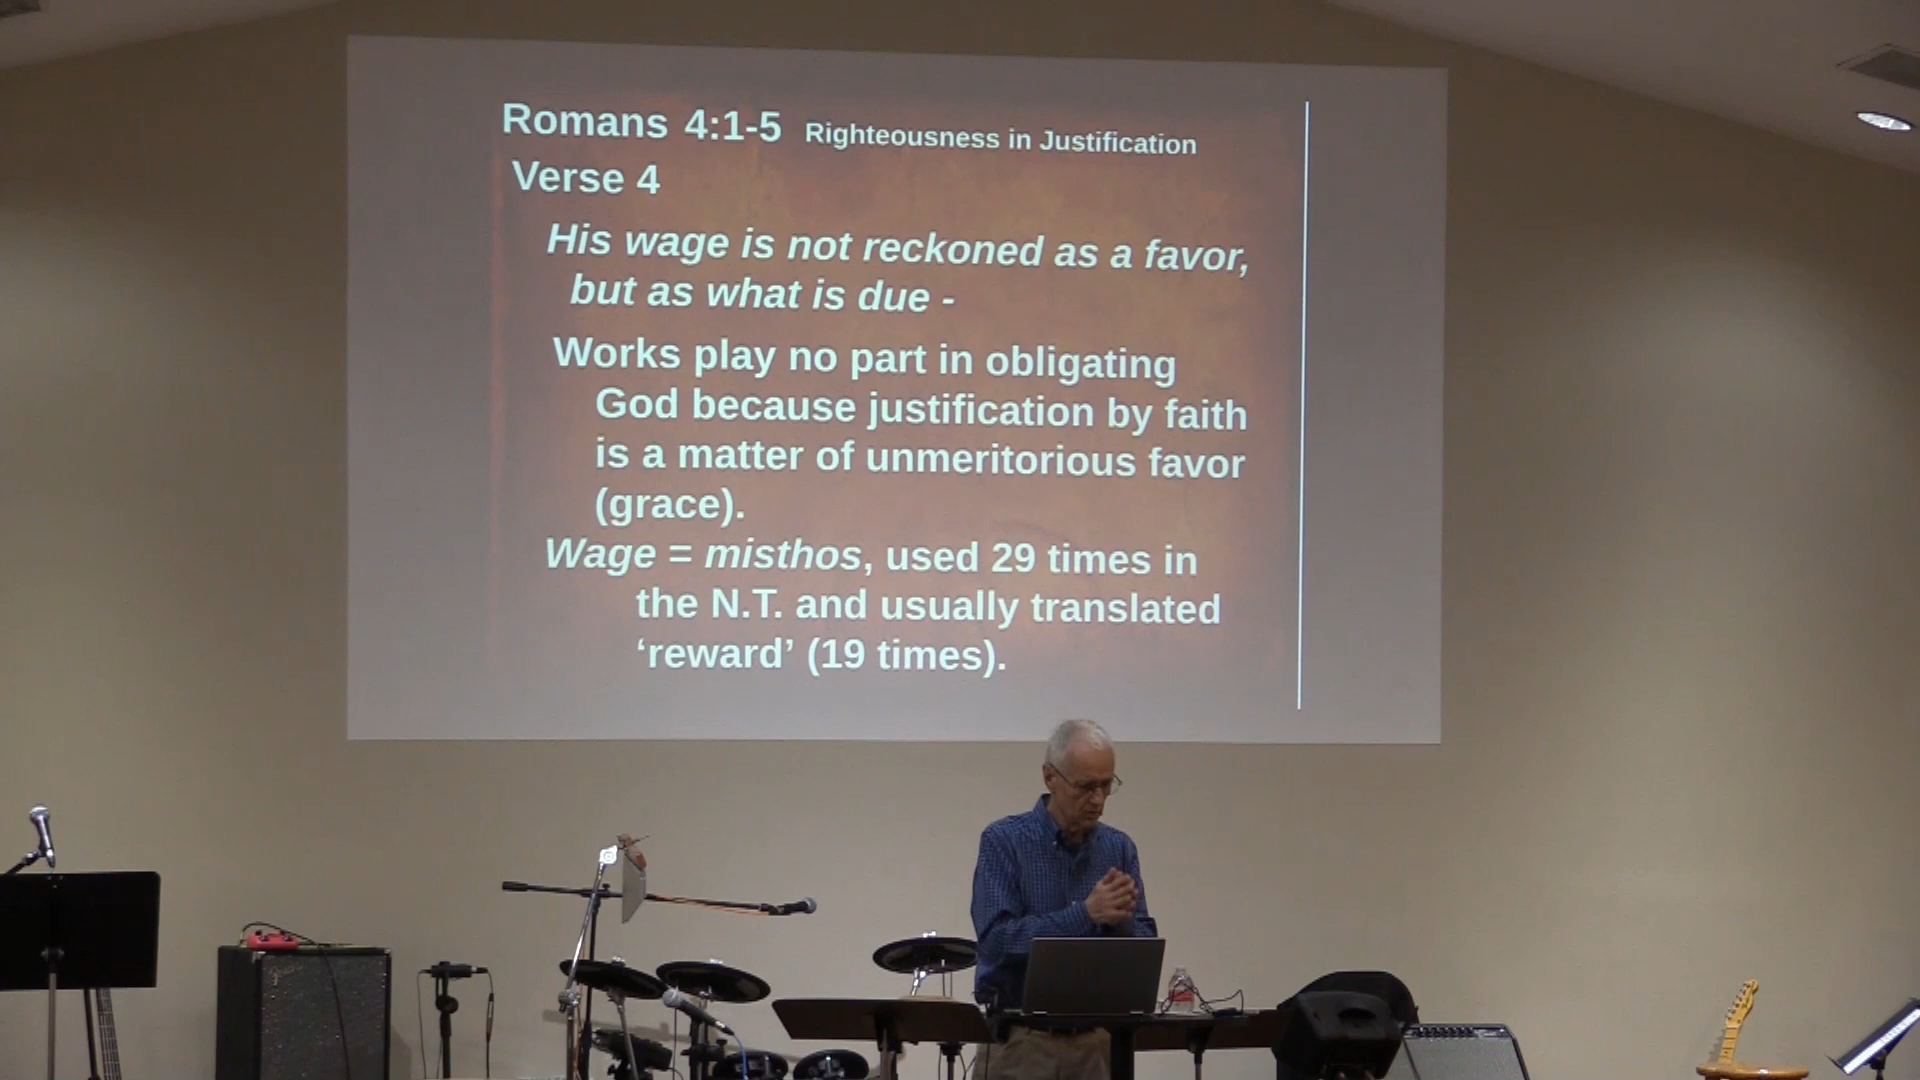 Romans 4:1-5 Righteousness in Justification
Verse 4
His wage is not reckoned as a favor,
but as what is due -
Works play no part in obligating
God because justification by faith
is a matter of unmeritorious favor
(grace).
Wage = misthos, used 29 times in
the N.T. and usually translated
‘reward’ (19 times).